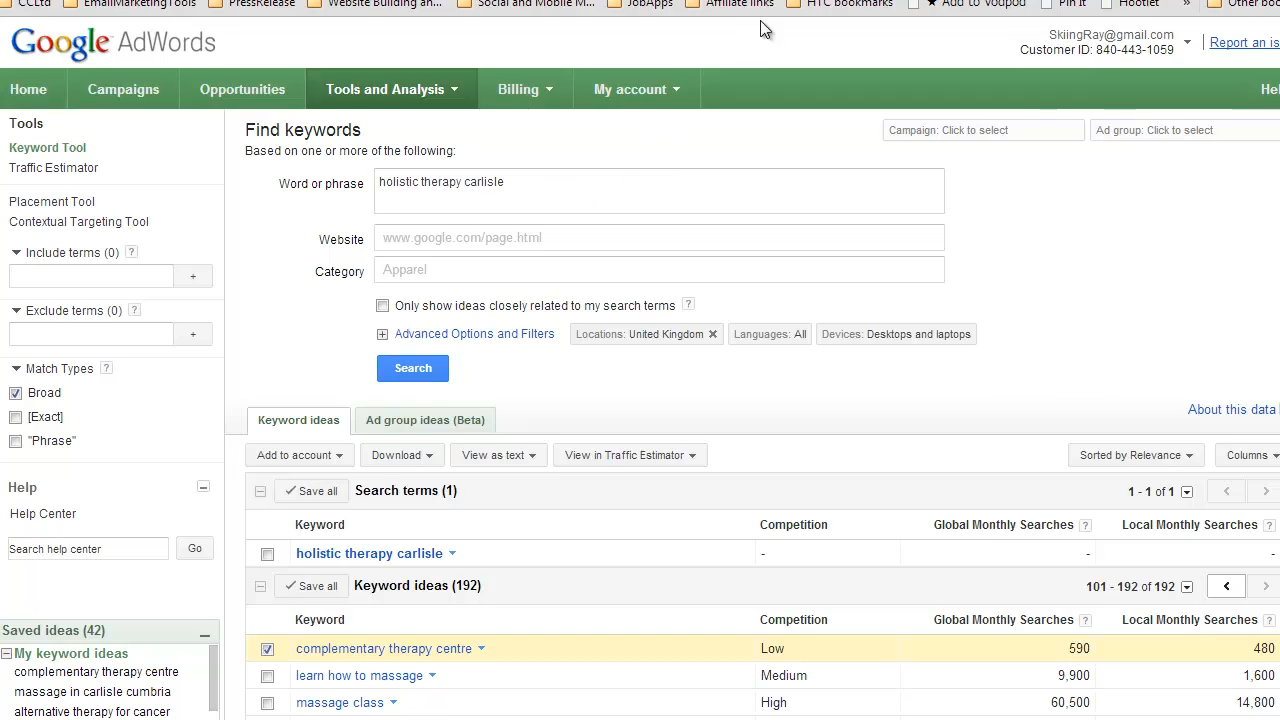 CCLtd EmailMarketingTools PressRelease Website Building an... Social and Mobile M... JobApps Affiliate links HTC bookmarks ★ Add to Youpod Pin It Hootlet » Other boo
Google AdWords
SkiingRay@gmail.com
Customer ID: 840-443-1059
Report an is
Home Campaigns Opportunities Tools and Analysis Billing My account Hel
Tools
Keyword Tool
Traffic Estimator
Placement Tool
Contextual Targeting Tool
Include terms (0) ?
+
Exclude terms (0) ?
+
Match Types ?
Broad
[Exact]
"Phrase"
Help
Help Center
Search help center Go
Saved ideas (42)
My keyword ideas
complementary therapy centre
massage in carlisle cumbria
alternative therapy for cancer
Find keywords
Based on one or more of the following:
Campaign: Click to select Ad group: Click to select
Word or phrase holistic therapy carlisle
Website www.google.com/page.html
Category Apparel
Only show ideas closely related to my search terms ?
Advanced Options and Filters Locations: United Kingdom Languages: All Devices: Desktops and laptops
Search
About this data
Keyword ideas Ad group ideas (Beta)
Add to account Download View as text View in Traffic Estimator Sorted by Relevance Columns
Save all Search terms (1) 1 - 1 of 1
Keyword Competition Global Monthly Searches ? Local Monthly Searches ?
holistic therapy carlisle - - -
Save all Keyword ideas (192) 101 - 192 of 192
Keyword Competition Global Monthly Searches ? Local Monthly Searches ?
complementary therapy centre Low 590 480
learn how to massage Medium 9,900 1,600
massage class High 60,500 14,800